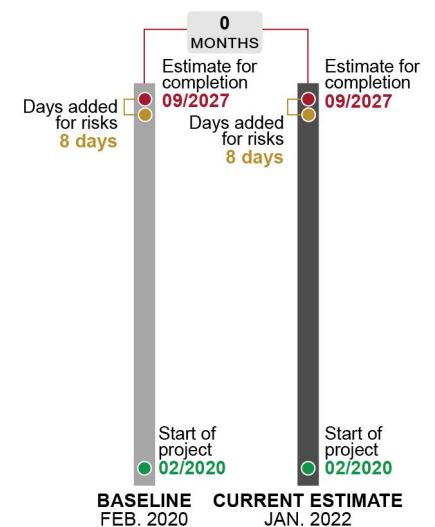 0
MONTHS
Estimate for
completion
09/2027
Days added
for risks
8 days
Estimate for
completion
09/2027
Days added
for risks
8 days
Start of
project
02/2020
Start of
project
02/2020
BASELINE
FEB. 2020
CURRENT ESTIMATE
JAN. 2022